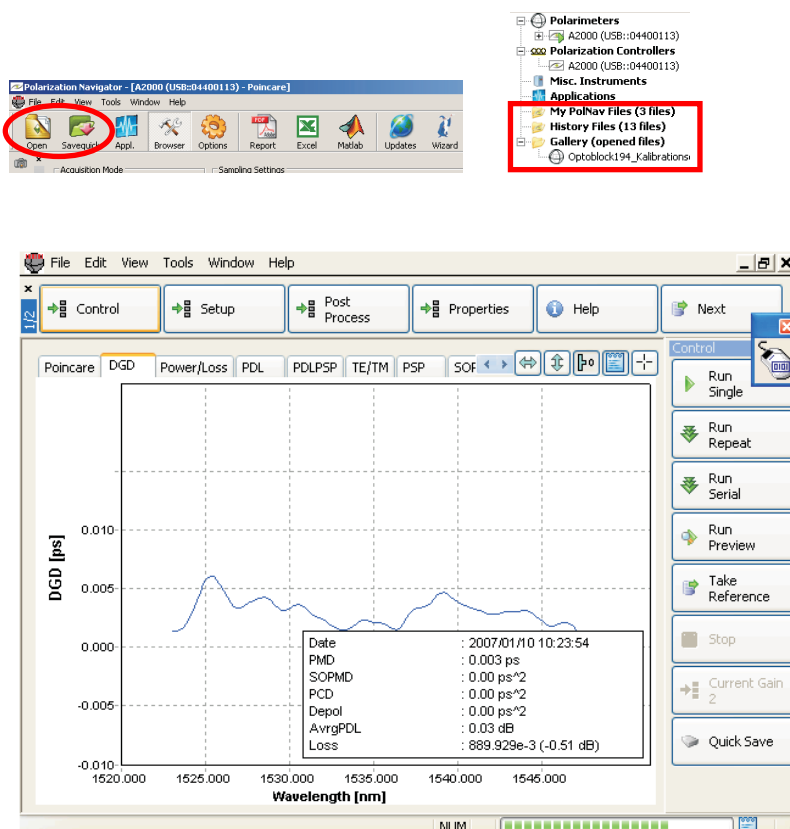 Polarization Navigator - [A2000 (USB::04400113) - Poincare]
File Edit View Tools Window Help
Open Savequick Appl. Browser Options Report Excel Matlab Updates Wizard
Acquisition Mode Sampling Settings
Polarimeters
A2000 (USB::04400113)
Polarization Controllers
A2000 (USB::04400113)
Misc. Instruments
Applications
My PolNav Files (3 files)
History Files (13 files)
Gallery (opened files)
Optoblock194_Kalibrations
File Edit View Tools Window Help
1/2
Control
Setup
Post
Process
Properties
Help
Next
Poincare DGD Power/Loss PDL PDLPSP TE/TM PSP SOP
Control
Run
Single
Run
Repeat
Run
Serial
Run
Preview
Take
Reference
Stop
Current Gain
2
Quick Save
DGD [ps]
0.010
0.005
0.000
-0.005
-0.010
Date : 2007/01/10 10:23:54
PMD : 0.003 ps
SOPMD : 0.00 ps^2
PCD : 0.00 ps^2
Depol : 0.00 ps^2
AvrgPDL : 0.03 dB
Loss : 889.929e-3 (-0.51 dB)
1520.000 1525.000 1530.000 1535.000 1540.000 1545.000
Wavelength [nm]
NUM